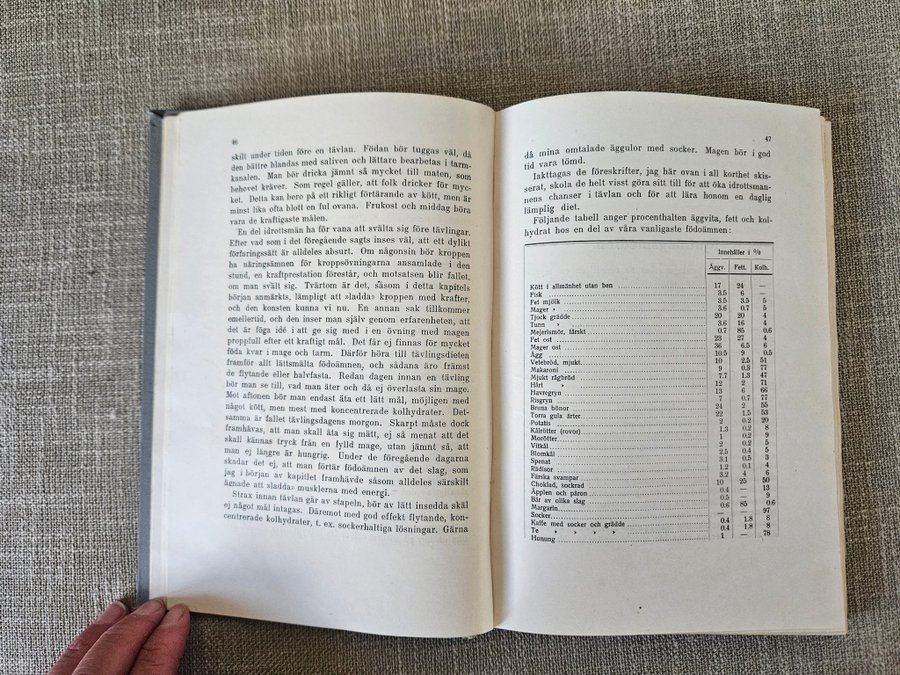 46
skilt under tiden före en tävlan. Födan bör tuggas väl, då
den bättre blandas med saliven och lättare bearbetas i tarm-
kanalen. Man bör dricka jämnt så mycket till maten, som
behovet kräver. Som regel gäller, att folk dricker för myc-
ket. Detta kan bero på ett rikligt förtärande av kött, men är
minst lika ofta blott en ful ovana. Frukost och middag böra
vara de kraftigaste målen.
En del idrottsmän ha för vana att svälta sig före tävlingar.
Efter vad som i det föregående sagts inses väl, att ett dylikt
förfaringssätt är alldeles absurt. Om någonsin bör kroppen
ha näringsämnen för kroppsövningarna ansamlade i den
stund, en kraftprestation förestår, och motsatsen blir fallet,
om man svält sig. Tvärtom är det, såsom i detta kapitels
början anmärkts, lämpligt att »ladda» kroppen med krafter,
och den konsten kunna vi nu. En annan sak tillkommer
emellertid, och den inser man själv genom erfarenheten, att
det är föga idé att ge sig med i en övning med magen
proppfull efter ett kraftigt mål. Det får ej finnas för mycket
föda kvar i mage och tarm. Därför höra till tävlingsdieten
framför allt lättsmälta födoämnen, och sådana äro främst
de flytande eller halvfasta. Redan dagen innan en tävling
bör man se till, vad man äter och då ej överlasta sin mage.
Mot aftonen bör man endast äta ett lätt mål, möjligen med
något kött, men mest med koncentrerade kolhydrater. Det-
samma är fallet tävlingsdagens morgon. Skarpt måste dock
framhävas, att man skall äta sig mätt, ej så menat att det
skall kännas tryck från en fylld mage, utan jämnt så, att
man ej längre är hungrig. Under de föregående dagarna
skadar det ej, att man förtär födoämnen av det slag, som
jag i början av kapitlet framhävde såsom alldeles särskilt
ägnade att »ladda» musklerna med energi.
Strax innan tävlan går av stapeln, bör av lätt insedda skäl
ej något mål intagas. Däremot med god effekt flytande, kon-
centrerade kolhydrater, t. ex. sockerhaltiga lösningar. Gärna
47
då mina omtalade äggulor med socker. Magen bör i god
tid vara tömd.
Iakttagas de föreskrifter, jag här ovan i all korthet skis-
serat, skola de helt visst göra sitt till för att öka idrottsman-
nens chanser i tävlan och för att lära honom en daglig
lämplig diet.
Följande tabell anger procenthalten äggvita, fett och kol-
hydrat hos en del av våra vanligaste födoämnen:
Innehåller i %
Äggv. Fett. Kolh.
Kött i allmänhet utan ben 17 24 —
Fisk 3.5 6 —
Fet mjölk 3.5 3.5 5
Mager » 3.6 0.7 5
Tjock grädde 20 20 4
Tunn » 3.6 16 4
Mejerismör, färskt 0.7 85 0.6
Fet ost 23 27 4
Mager ost 36 6.5 6
Ägg 10.5 9 0.5
Vetebröd, mjukt 10 2.5 51
Makaroni 9 0.3 77
Mjukt rågbröd 7.7 1.3 47
Hårt » 12 2 71
Havregryn 13 6 66
Risgryn 7 0.7 77
Bruna bönor 24 2 55
Torra gula ärter 22 1.5 53
Potatis 2 0.2 20
Kålrötter (rovor) 1.3 0.2 8
Morötter 1 0.2 9
Vitkål 2 0.2 5
Blomkål 2.5 0.4 5
Spenat 3.1 0.5 3
Rädisor 1.2 0.1 4
Färska svampar 3.2 4 6
Choklad, sockrad 10 25 50
Äpplen och päron 0.4 — 13
Bär av olika slag 0.5 — 9
Margarin 0.6 85 0.6
Socker — — 97
Kaffe med socker och grädde 0.4 1.8 8
Te » » » » 0.4 1.8 8
Hunung 1 — 78